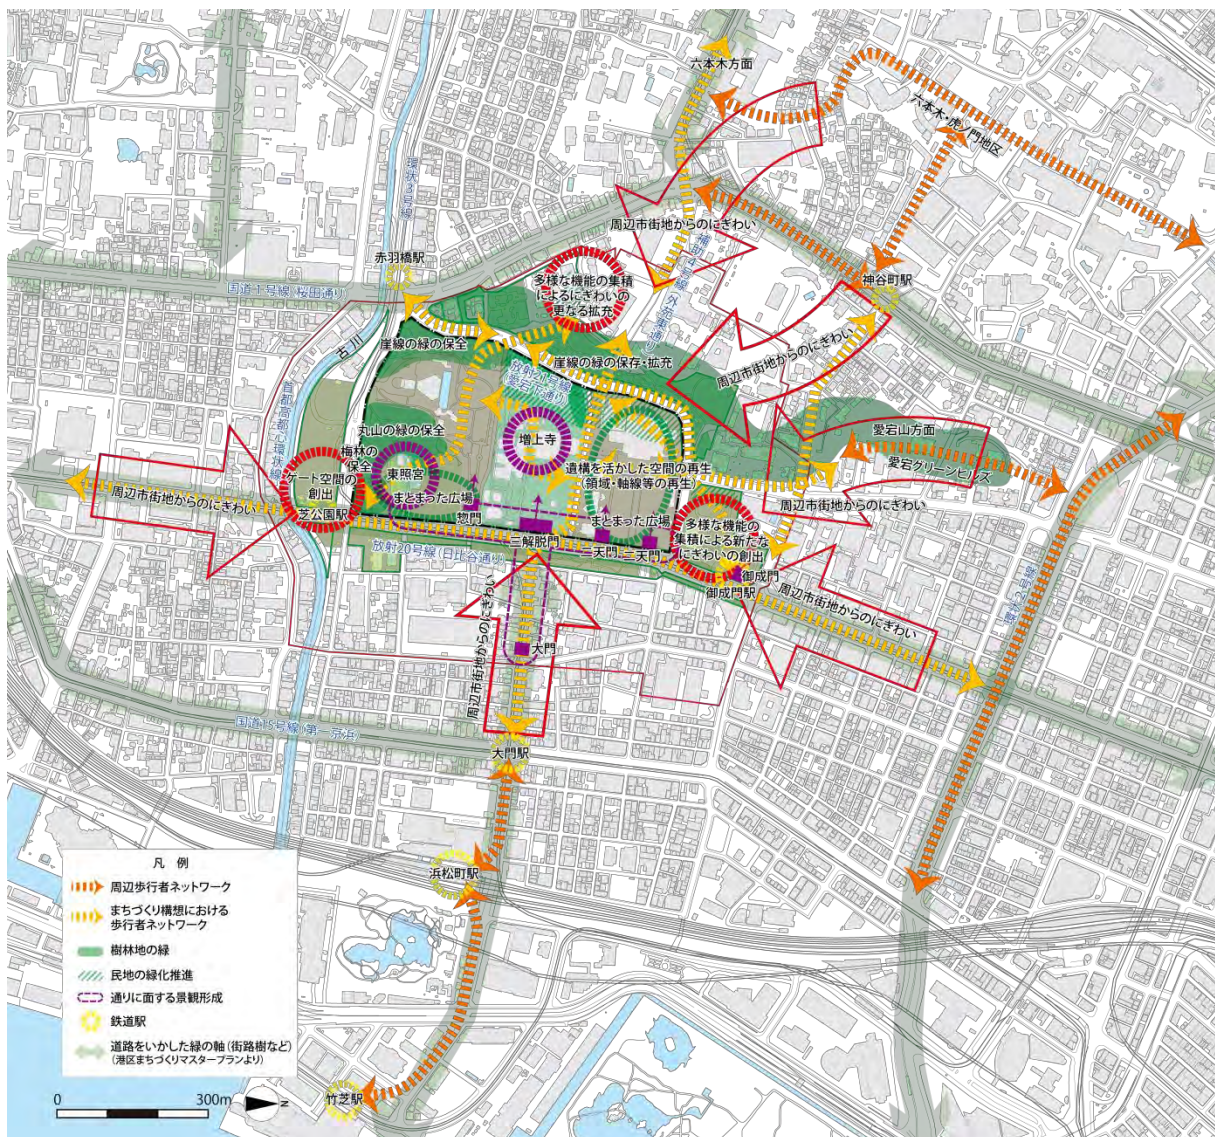 六本木方面
六本木・虎ノ門地区
環状3号線
周辺市街地からのにぎわい
補助4号線(外苑東通り)
赤羽橋駅
神谷町駅
国道1号線(桜田通り)
多様な機能の集積
によるにぎわいの
更なる拡充
古川
崖線の緑の保全
崖線の緑の保存・拡充
周辺市街地からのにぎわい
放射21号線
(愛宕下通り)
首都高都心環状線
丸山の緑の保全
増上寺
愛宕山方面
梅林の
保全
東照宮
遺構を活かした空間の再生
(領域・軸線等の再生)
愛宕グリーンヒルズ
ゲート空間の
創出
まとまった広場
周辺市街地からのにぎわい
周辺市街地からのにぎわい
芝公園駅
惣門
まとまった広場
多様な機能の
集積による新たな
にぎわいの創出
三解脱門
二天門
二天門
放射20号線(日比谷通り)
御成門
御成門駅
環状2号線
周辺市街地からのにぎわい
周辺市街地からのにぎわい
大門
国道15号線(第一京浜)
大門駅
浜松町駅
凡 例
周辺歩行者ネットワーク
まちづくり構想における
歩行者ネットワーク
樹林地の緑
民地の緑化推進
通りに面する景観形成
鉄道駅
道路をいかした緑の軸(街路樹など)
(港区まちづくりマスタープランより)
竹芝駅
0 300m
N